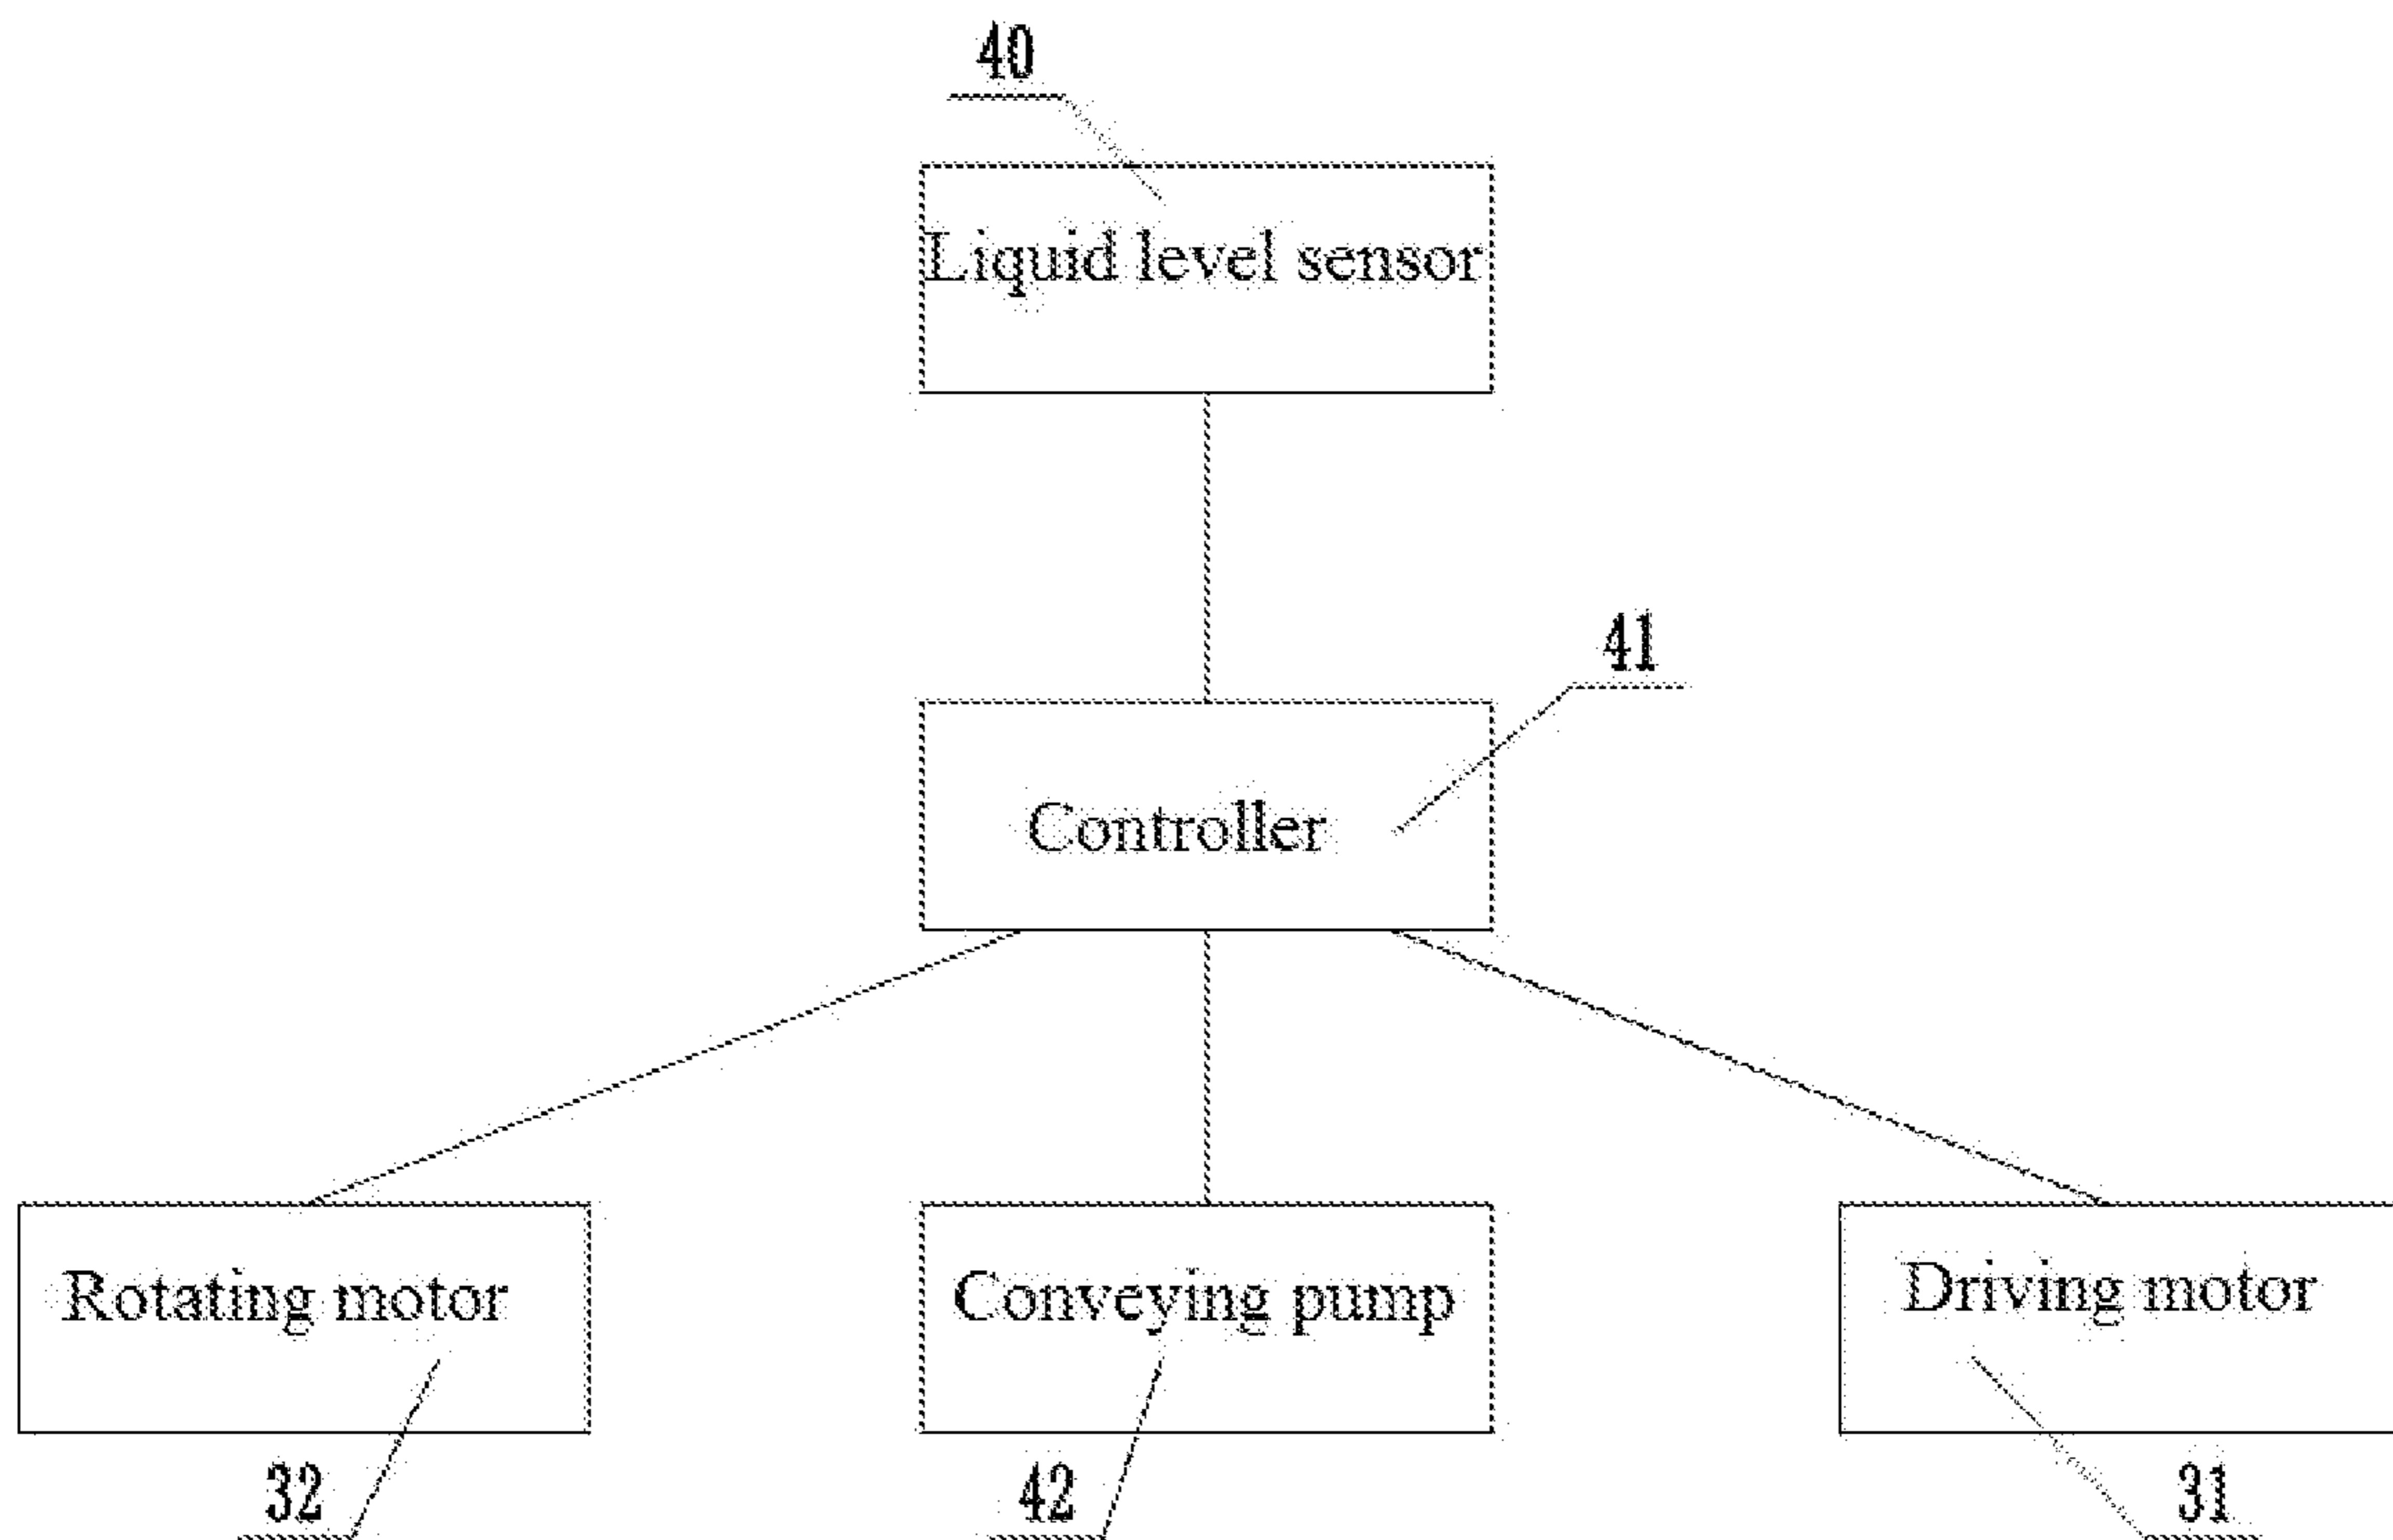 40
Liquid level sensor
41
Controller
Rotating motor
Conveying pump
Driving motor
32
42
31